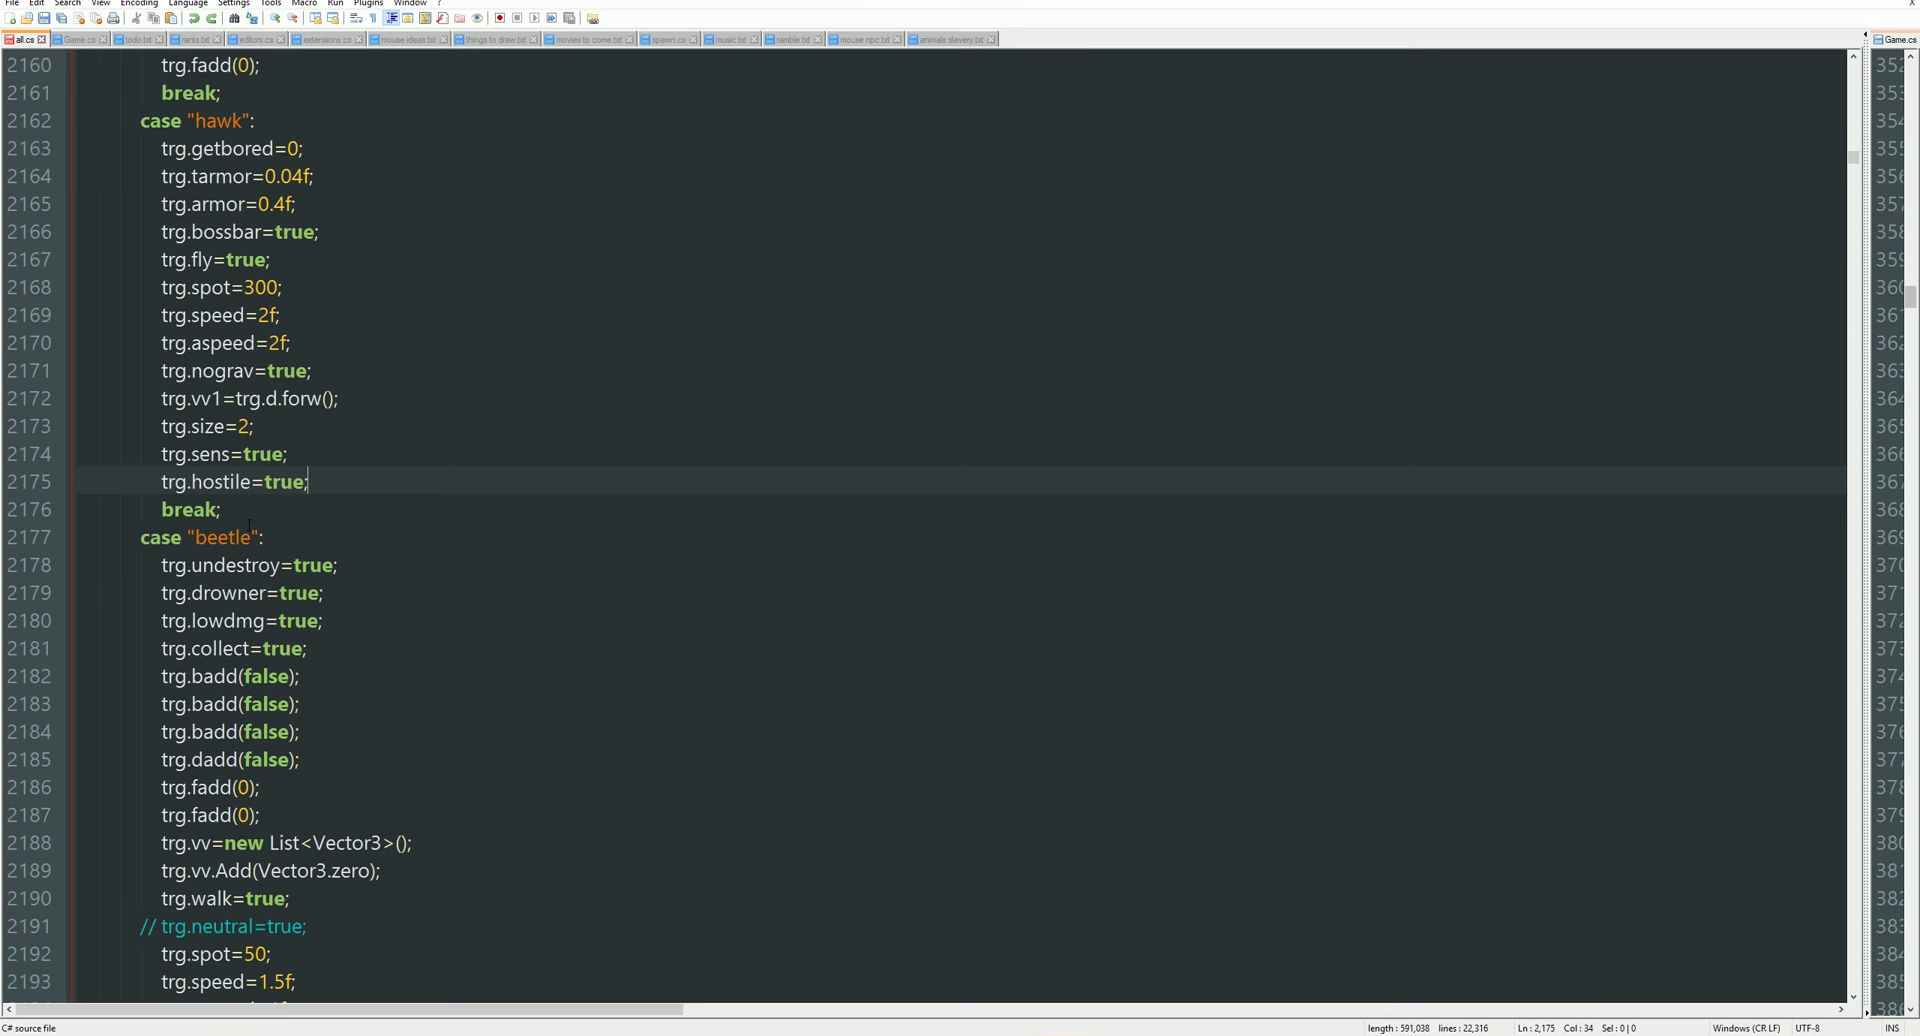 File Edit Search View Encoding Language Settings Tools Macro Run Plugins Window ? X
all.cs Game.cs todo.txt rants.txt editors.cs extensions.cs mouse ideas.txt things to draw.txt movies to come.txt spawn.cs music.txt ramble.txt mouse npc.txt animals slavery.txt Game.cs
2160 trg.fadd(0);
2161 break;
2162 case "hawk":
2163 trg.getbored=0;
2164 trg.tarmor=0.04f;
2165 trg.armor=0.4f;
2166 trg.bossbar=true;
2167 trg.fly=true;
2168 trg.spot=300;
2169 trg.speed=2f;
2170 trg.aspeed=2f;
2171 trg.nograv=true;
2172 trg.vv1=trg.d.forw();
2173 trg.size=2;
2174 trg.sens=true;
2175 trg.hostile=true;
2176 break;
2177 case "beetle":
2178 trg.undestroy=true;
2179 trg.drowner=true;
2180 trg.lowdmg=true;
2181 trg.collect=true;
2182 trg.badd(false);
2183 trg.badd(false);
2184 trg.badd(false);
2185 trg.dadd(false);
2186 trg.fadd(0);
2187 trg.fadd(0);
2188 trg.vv=new List<Vector3>();
2189 trg.vv.Add(Vector3.zero);
2190 trg.walk=true;
2191 // trg.neutral=true;
2192 trg.spot=50;
2193 trg.speed=1.5f;
C# source file length : 591,038 lines : 22,316 Ln : 2,175 Col : 34 Sel : 0 | 0 Windows (CR LF) UTF-8 INS